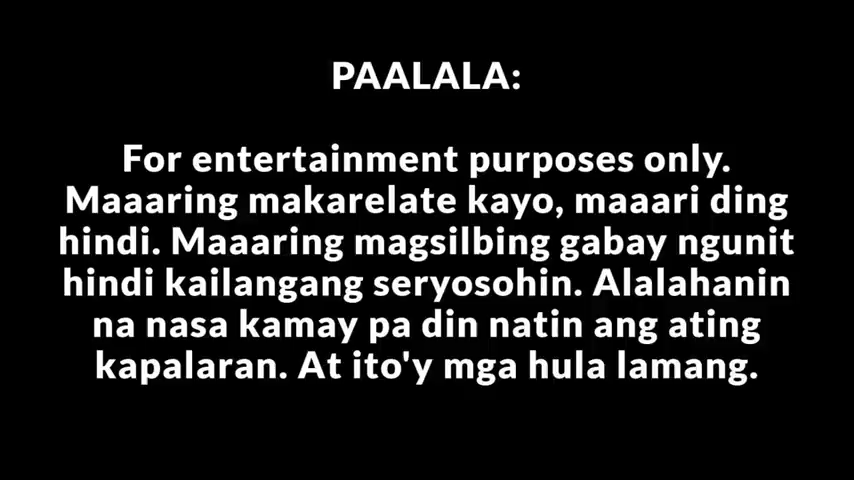 PAALALA:
For entertainment purposes only.
Maaaring makarelate kayo, maaari ding
hindi. Maaaring magsilbing gabay ngunit
hindi kailangang seryosohin. Alalahanin
na nasa kamay pa din natin ang ating
kapalaran. At ito'y mga hula lamang.